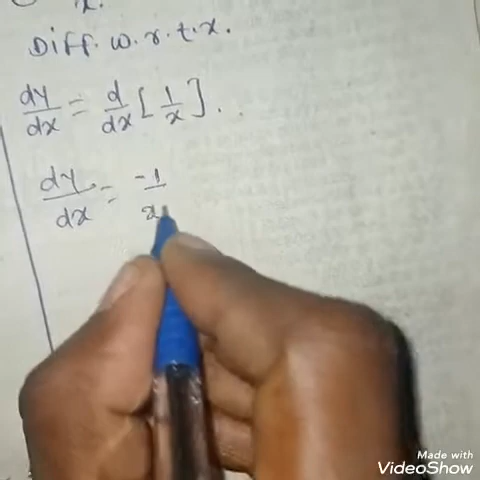 x.
Diff. w.r.t.x.
dy/dx = d/dx [ 1/x ] . .
dy/dx = -1/x
Made with
VideoShow